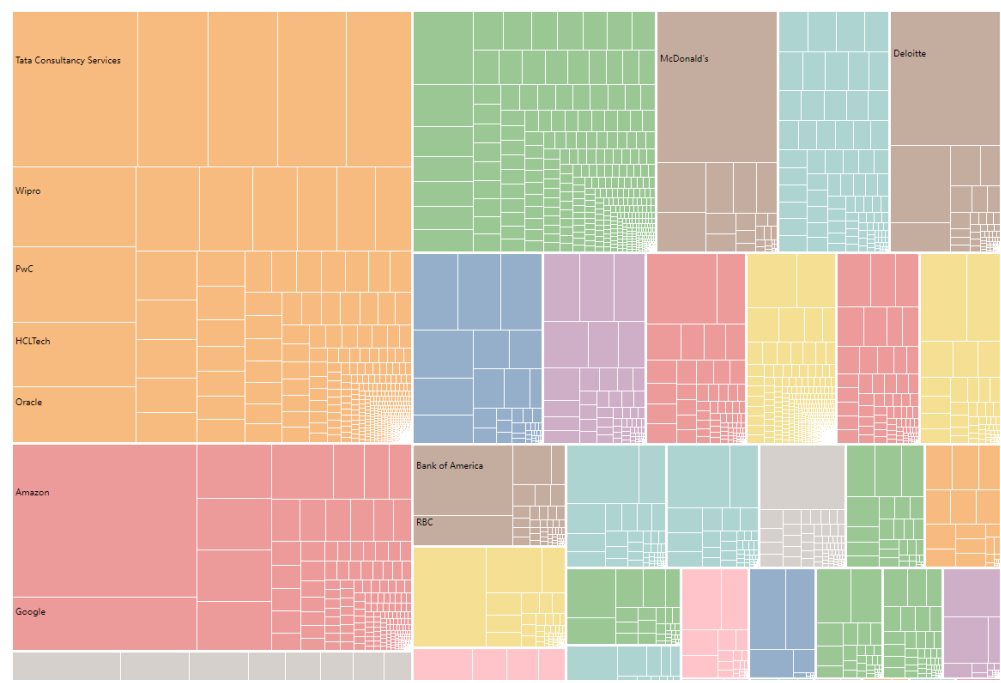 Tata Consultancy Services
McDonald's
Deloitte
Wipro
PwC
HCLTech
Oracle
Amazon
Bank of America
RBC
Google